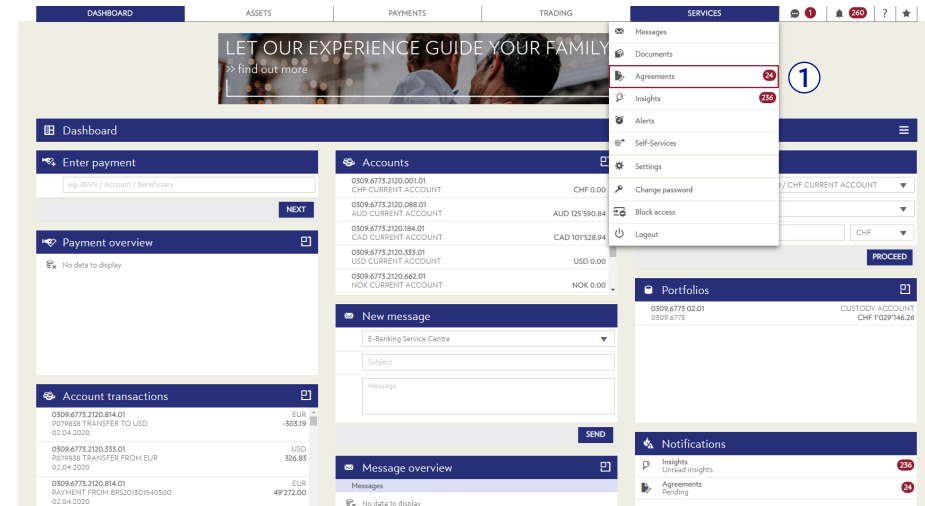 DASHBOARD ASSETS PAYMENTS TRADING SERVICES 1 260 ? ★
LET OUR EXPERIENCE GUIDE YOUR FAMILY
>> find out more
Messages
Documents
Agreements 24
1
Insights 236
Alerts
Self-Services
Settings
Change password
Block access
Logout
Dashboard
Enter payment
eg. IBAN / Account / Beneficiary
NEXT
Payment overview
No data to display
Account transactions
0309.6773.2120.814.01 EUR
P079838 TRANSFER TO USD -303.19
02.04.2020
0309.6773.2120.333.01 USD
P079838 TRANSFER FROM EUR 326.83
02.04.2020
0309.6773.2120.814.01 EUR
PAYMENT FROM BPS201301540500 49'272.00
02.04.2020
Accounts
0309.6773.2120.001.01
CHF CURRENT ACCOUNT CHF 0.00
0309.6773.2120.088.01
AUD CURRENT ACCOUNT AUD 125'590.84
0309.6773.2120.184.01
CAD CURRENT ACCOUNT CAD 101'528.94
0309.6773.2120.333.01
USD CURRENT ACCOUNT USD 0.00
0309.6773.2120.662.01
NOK CURRENT ACCOUNT NOK 0.00
New message
E-Banking Service Centre
Subject
Message
SEND
Message overview
Messages
No data to display
/ CHF CURRENT ACCOUNT
CHF
PROCEED
Portfolios
0309.6773 02.01 CUSTODY ACCOUNT
0309.6773 CHF 1'029'146.26
Notifications
Insights 236
Unread insights
Agreements 24
Pending